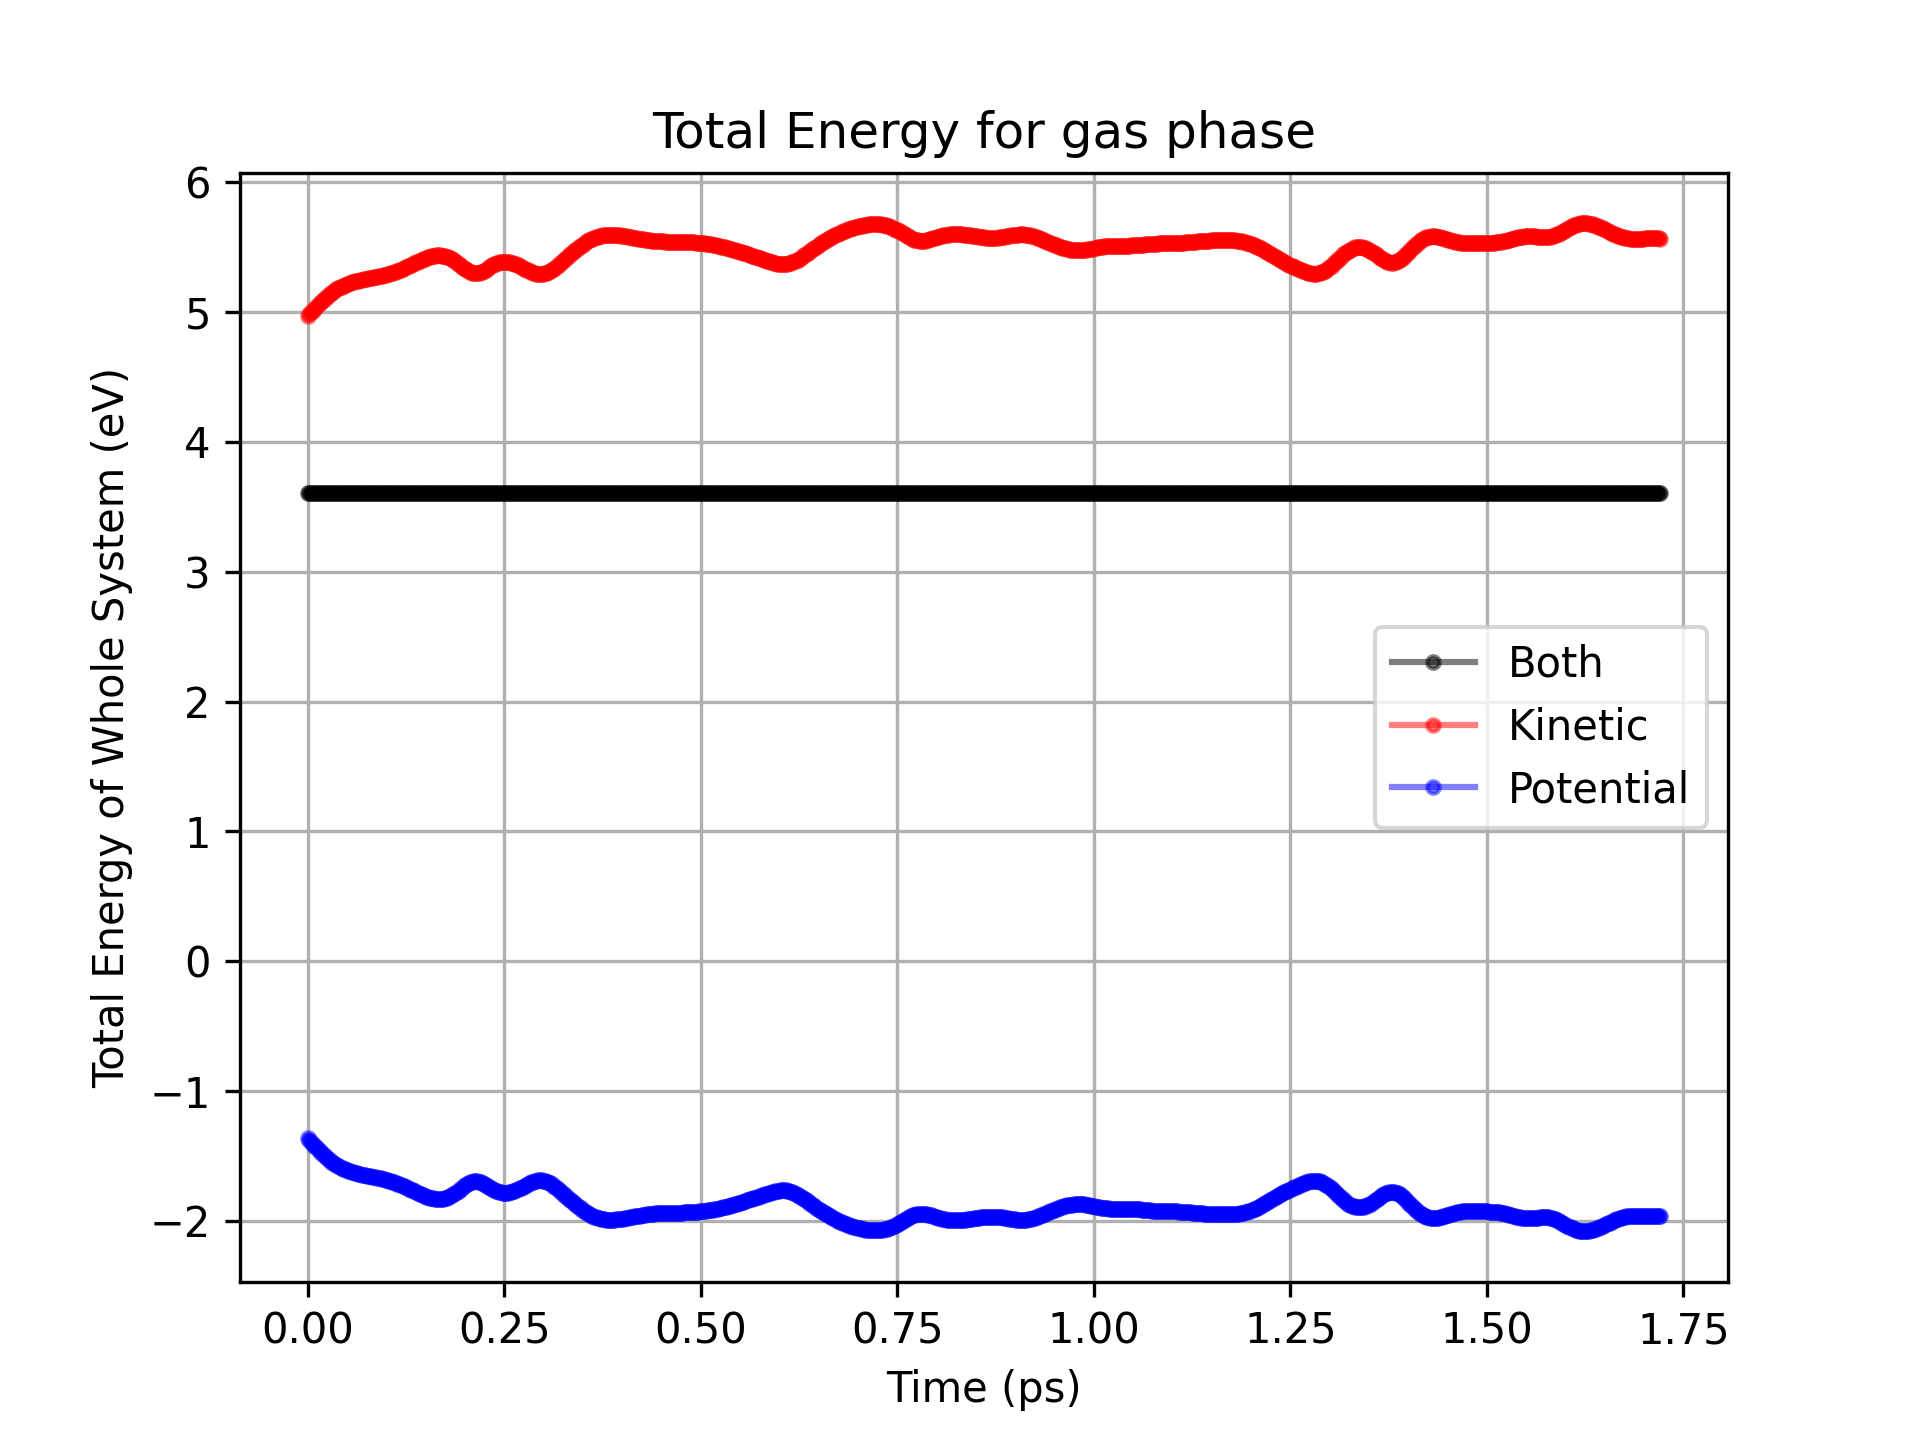 Total Energy for gas phase
Total Energy of Whole System (eV)
6
5
4
3
2
1
0
−1
−2
Both
Kinetic
Potential
0.00 0.25 0.50 0.75 1.00 1.25 1.50 1.75
Time (ps)